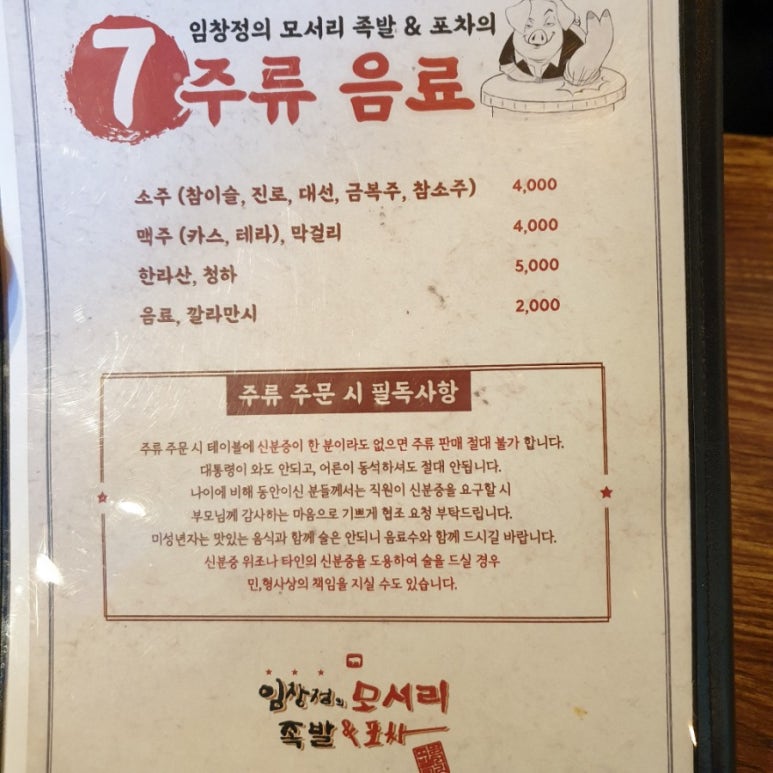 임창정의 모서리 족발 & 포차의
7 주류 음료
소주 (참이슬, 진로, 대선, 금복주, 참소주) 4,000
맥주 (카스, 테라), 막걸리 4,000
한라산, 청하 5,000
음료, 깔라만시 2,000
주류 주문 시 필독사항
주류 주문 시 테이블에 신분증이 한 분이라도 없으면 주류 판매 절대 불가 합니다.
대통령이 와도 안되고, 어른이 동석하셔도 절대 안됩니다.
나이에 비해 동안이신 분들께서는 직원이 신분증을 요구할 시
부모님께 감사하는 마음으로 기쁘게 협조 요청 부탁드립니다.
미성년자는 맛있는 음식과 함께 술은 안되니 음료수와 함께 드시길 바랍니다.
신분증 위조나 타인의 신분증을 도용하여 술을 드실 경우
민,형사상의 책임을 지실 수도 있습니다.
임창정의 모서리
족발 & 포차